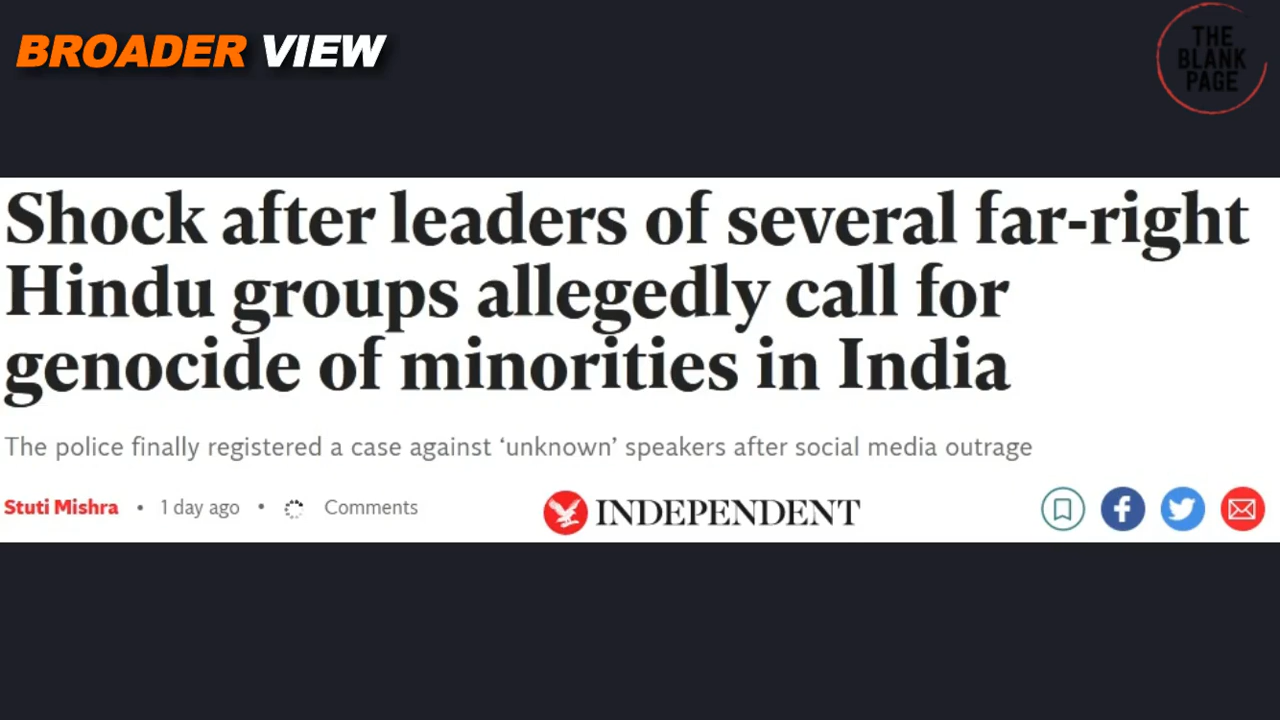 BROADER VIEW
THE
BLANK
PAGE
Shock after leaders of several far-right
Hindu groups allegedly call for
genocide of minorities in India
The police finally registered a case against ‘unknown’ speakers after social media outrage
Stuti Mishra • 1 day ago • Comments
INDEPENDENT